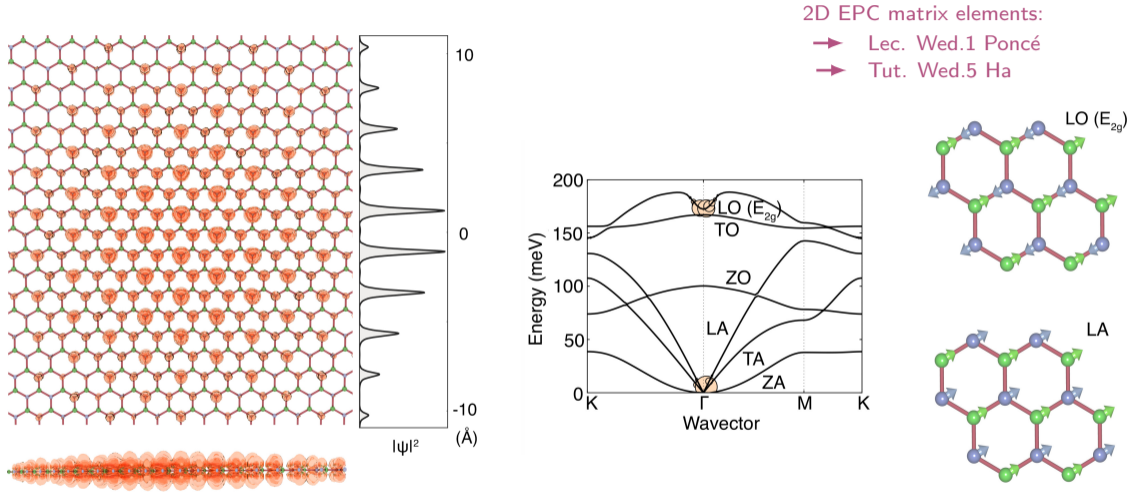 2D EPC matrix elements:
Lec. Wed.1 Poncé
Tut. Wed.5 Ha
10
0
-10
(Å)
|ψ|²
200
150
100
50
0
Energy (meV)
LO (E2g)
TO
ZO
LA
TA
ZA
K
Γ
M
K
Wavector
LO (E2g)
LA